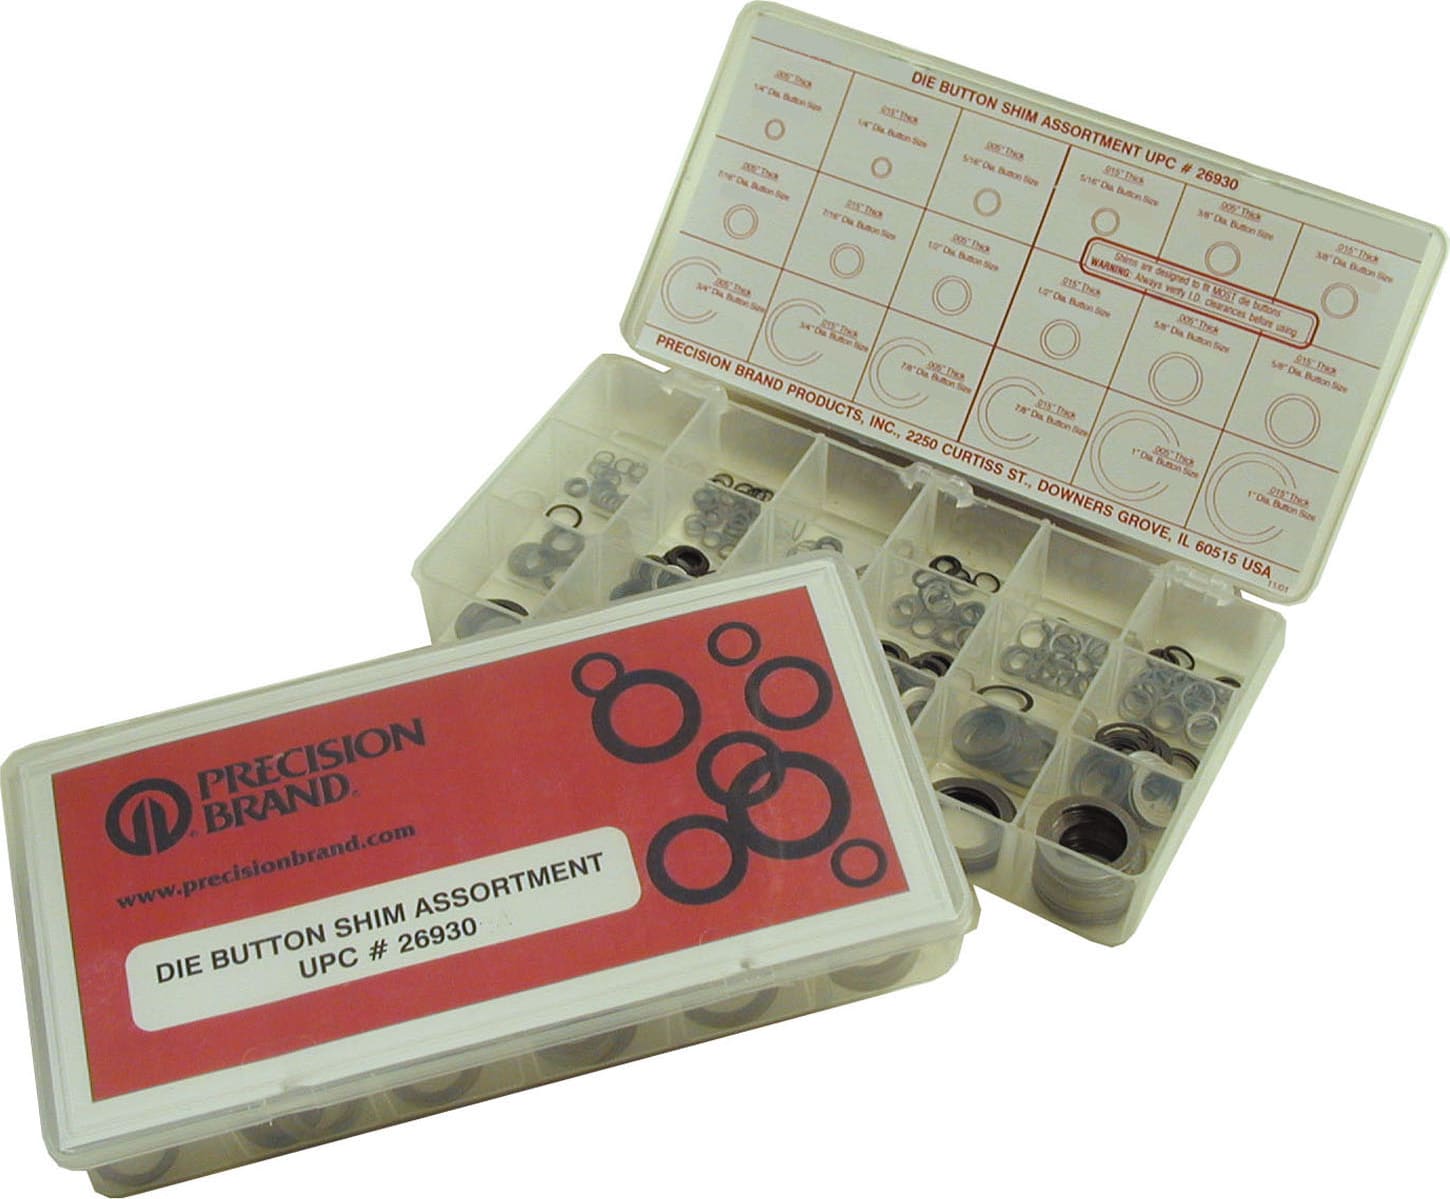 DIE BUTTON SHIM ASSORTMENT UPC # 26930
.005" Thick
1/4" Dia. Button Size
.015" Thick
1/4" Dia. Button Size
.005" Thick
5/16" Dia. Button Size
.015" Thick
5/16" Dia. Button Size
.005" Thick
3/8" Dia. Button Size
.015" Thick
3/8" Dia. Button Size
.005" Thick
7/16" Dia. Button Size
.015" Thick
7/16" Dia. Button Size
.005" Thick
1/2" Dia. Button Size
.015" Thick
1/2" Dia. Button Size
.005" Thick
5/8" Dia. Button Size
.015" Thick
5/8" Dia. Button Size
Shims are designed to fit MOST die buttons
WARNING: Always verify I.D. clearances before using
.005" Thick
3/4" Dia. Button Size
.015" Thick
3/4" Dia. Button Size
.005" Thick
7/8" Dia. Button Size
.015" Thick
7/8" Dia. Button Size
.005" Thick
1" Dia. Button Size
.015" Thick
1" Dia. Button Size
PRECISION BRAND PRODUCTS, INC., 2250 CURTISS ST., DOWNERS GROVE, IL 60515 USA
11/01
PRECISION
BRAND®
www.precisionbrand.com
DIE BUTTON SHIM ASSORTMENT
UPC # 26930